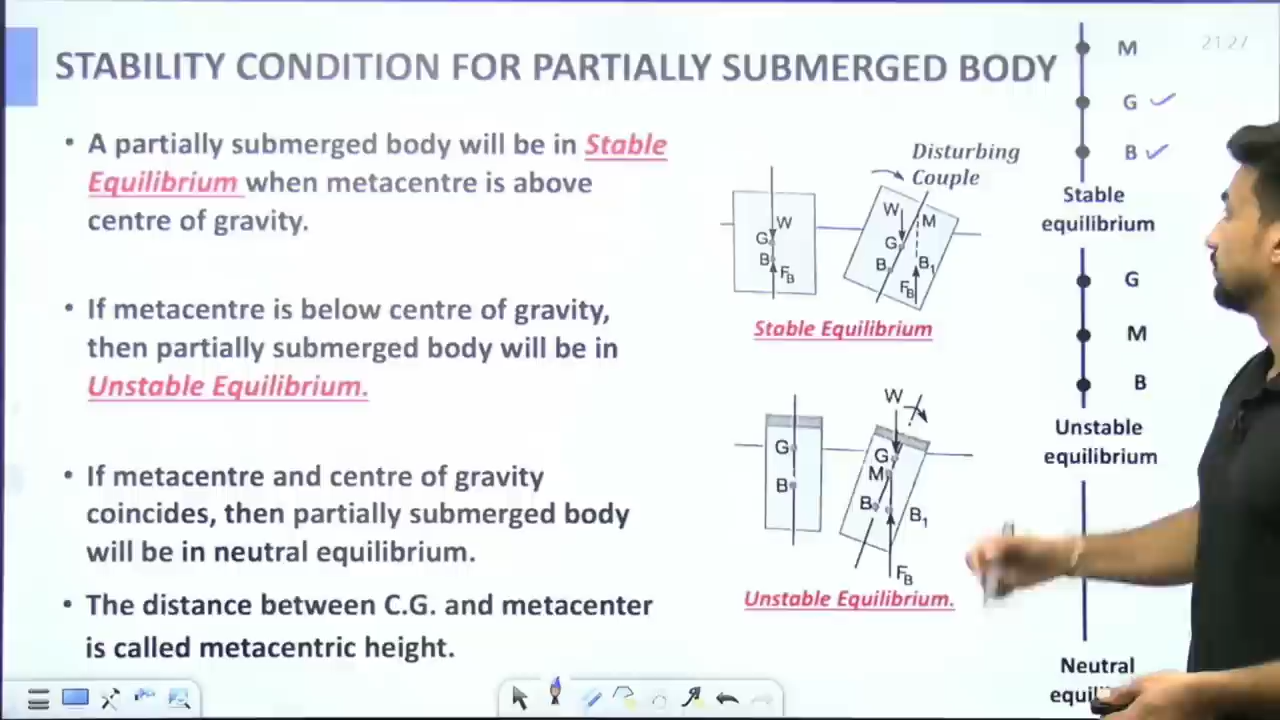 STABILITY CONDITION FOR PARTIALLY SUBMERGED BODY
21:27
• A partially submerged body will be in Stable
Equilibrium when metacentre is above
centre of gravity.
• If metacentre is below centre of gravity,
then partially submerged body will be in
Unstable Equilibrium.
• If metacentre and centre of gravity
coincides, then partially submerged body
will be in neutral equilibrium.
• The distance between C.G. and metacenter
is called metacentric height.
Disturbing
Couple
W
G
B
FB
W
M
G
B
B1
FB
Stable Equilibrium
G
B
W
G
M
B
B1
FB
Unstable Equilibrium.
M
G
B
Stable
equilibrium
G
M
B
Unstable
equilibrium
Neutral